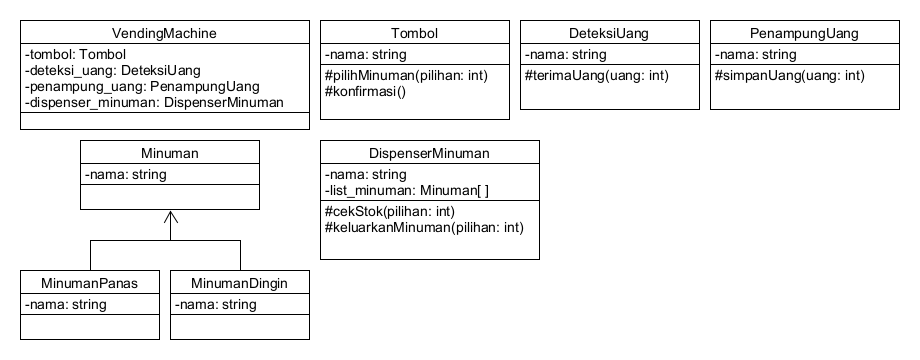 VendingMachine
-tombol: Tombol
-deteksi_uang: DeteksiUang
-penampung_uang: PenampungUang
-dispenser_minuman: DispenserMinuman
Tombol
-nama: string
#pilihMinuman(pilihan: int)
#konfirmasi()
DeteksiUang
-nama: string
#terimaUang(uang: int)
PenampungUang
-nama: string
#simpanUang(uang: int)
Minuman
-nama: string
DispenserMinuman
-nama: string
-list_minuman: Minuman[ ]
#cekStok(pilihan: int)
#keluarkanMinuman(pilihan: int)
MinumanPanas
-nama: string
MinumanDingin
-nama: string